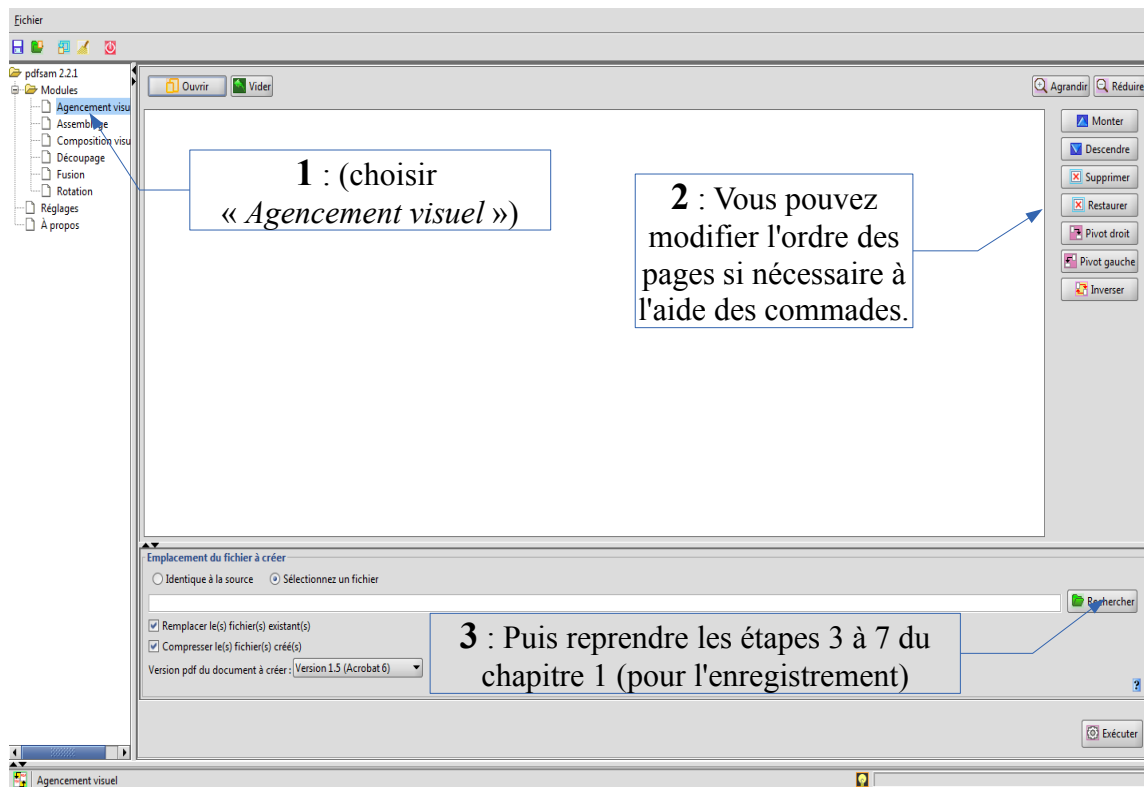 Fichier
pdfsam 2.2.1
Modules
Agencement visu
Assemblage
Composition visu
Découpage
Fusion
Rotation
Réglages
À propos
Ouvrir
Vider
Agrandir
Réduire
Monter
Descendre
Supprimer
Restaurer
Pivot droit
Pivot gauche
Inverser
1 : (choisir
« Agencement visuel »)
2 : Vous pouvez
modifier l'ordre des
pages si nécessaire à
l'aide des commades.
Emplacement du fichier à créer
Identique à la source
Sélectionnez un fichier
Rechercher
Remplacer le(s) fichier(s) existant(s)
Compresser le(s) fichier(s) créé(s)
Version pdf du document à créer : Version 1.5 (Acrobat 6)
3 : Puis reprendre les étapes 3 à 7 du
chapitre 1 (pour l'enregistrement)
?
Exécuter
Agencement visuel